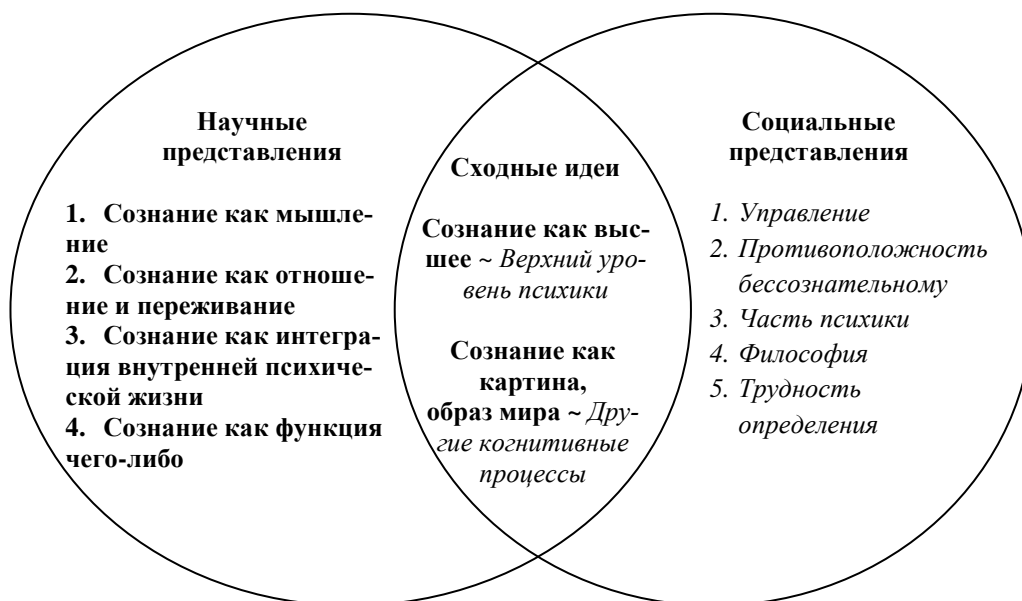 Научные
представления
1. Сознание как мышле-
ние
2. Сознание как отноше-
ние и переживание
3. Сознание как интегра-
ция внутренней психиче-
ской жизни
4. Сознание как функция
чего-либо
Сходные идеи
Сознание как выс-
шее ~ Верхний уро-
вень психики
Сознание как
картина,
образ мира ~ Дру-
гие когнитивные
процессы
Социальные
представления
1. Управление
2. Противоположность
бессознательному
3. Часть психики
4. Философия
5. Трудность
определения